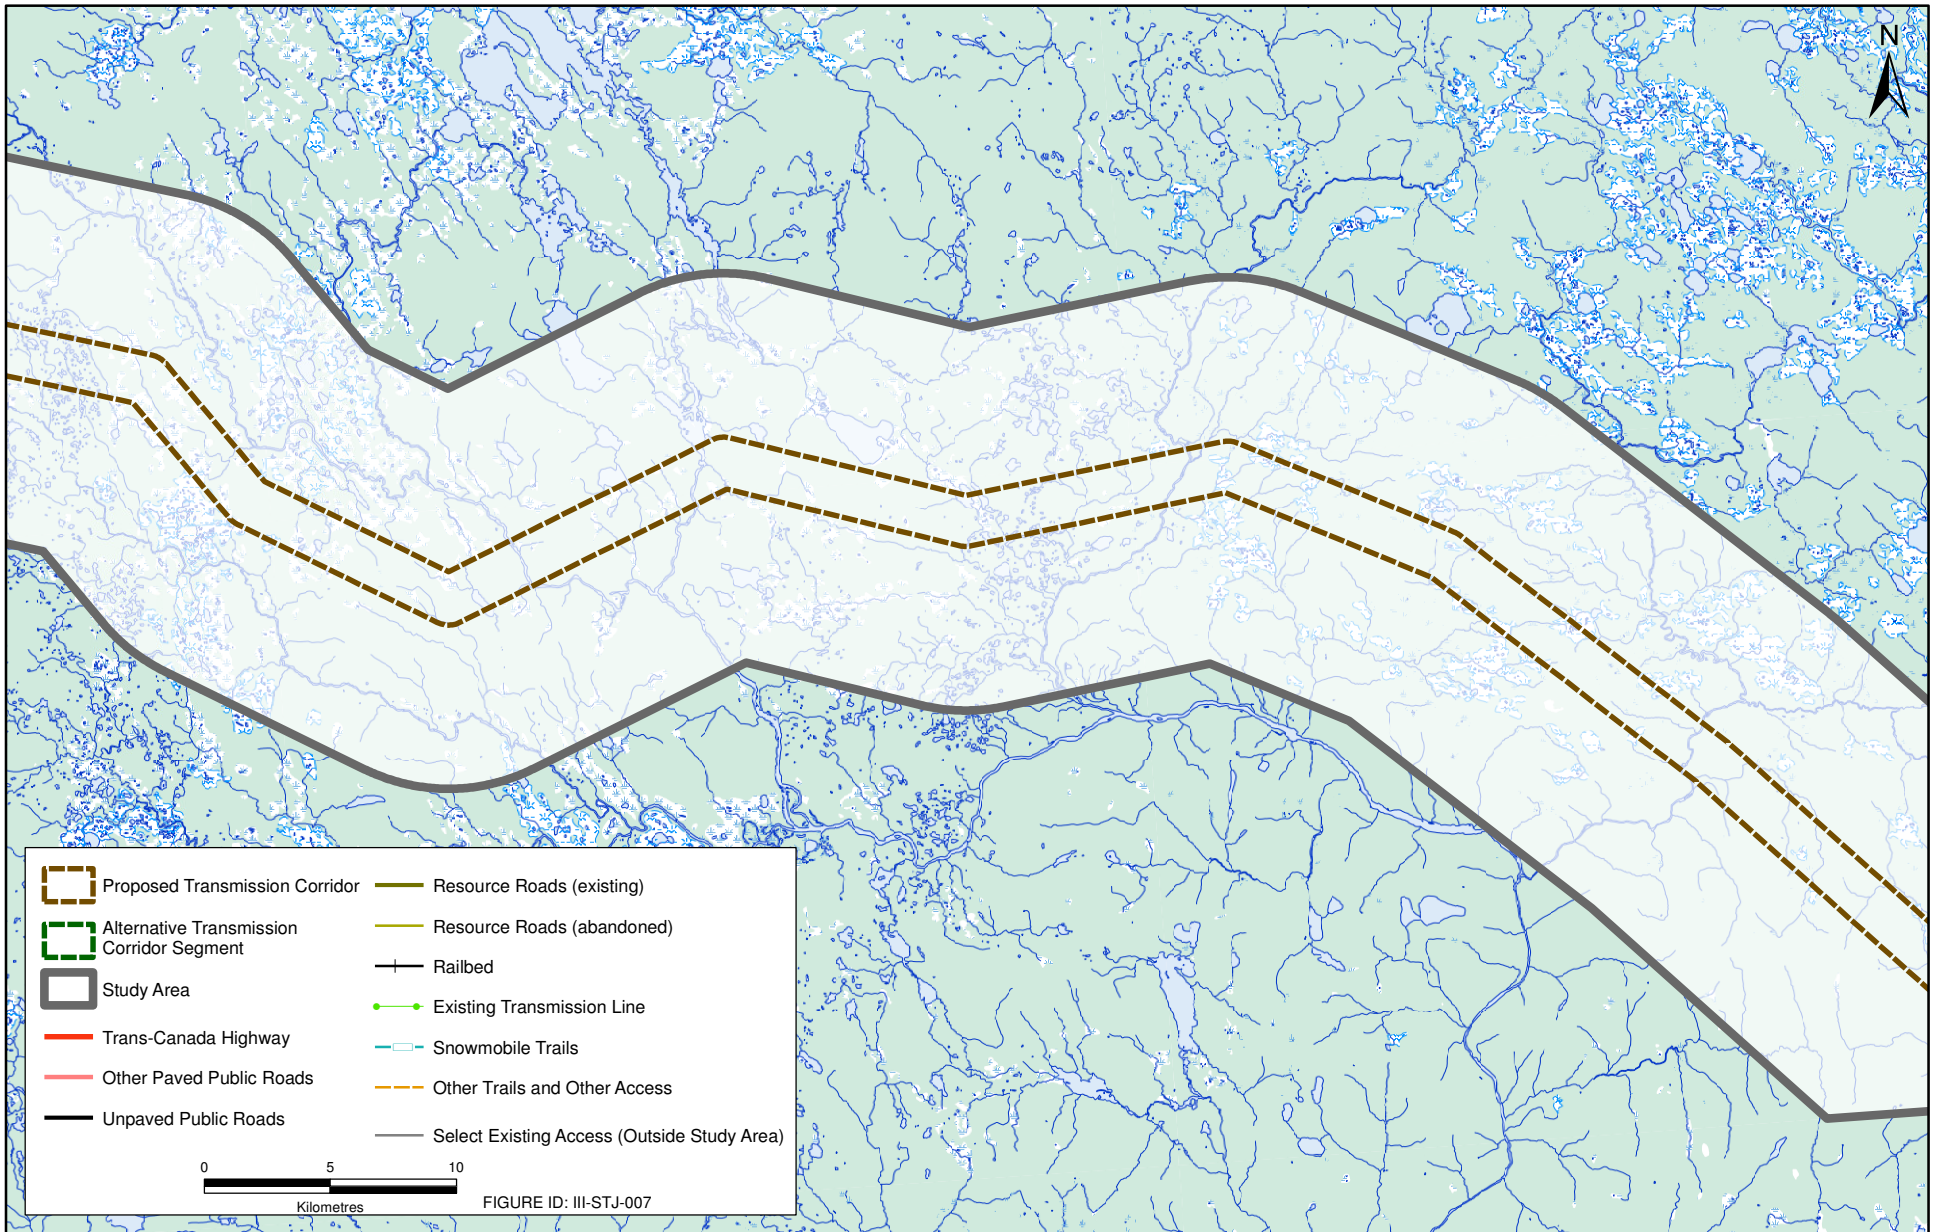 N
Proposed Transmission Corridor
Alternative Transmission
Corridor Segment
Study Area
Trans-Canada Highway
Other Paved Public Roads
Unpaved Public Roads
Resource Roads (existing)
Resource Roads (abandoned)
Railbed
Existing Transmission Line
Snowmobile Trails
Other Trails and Other Access
Select Existing Access (Outside Study Area)
0 5 10
Kilometres
FIGURE ID: III-STJ-007